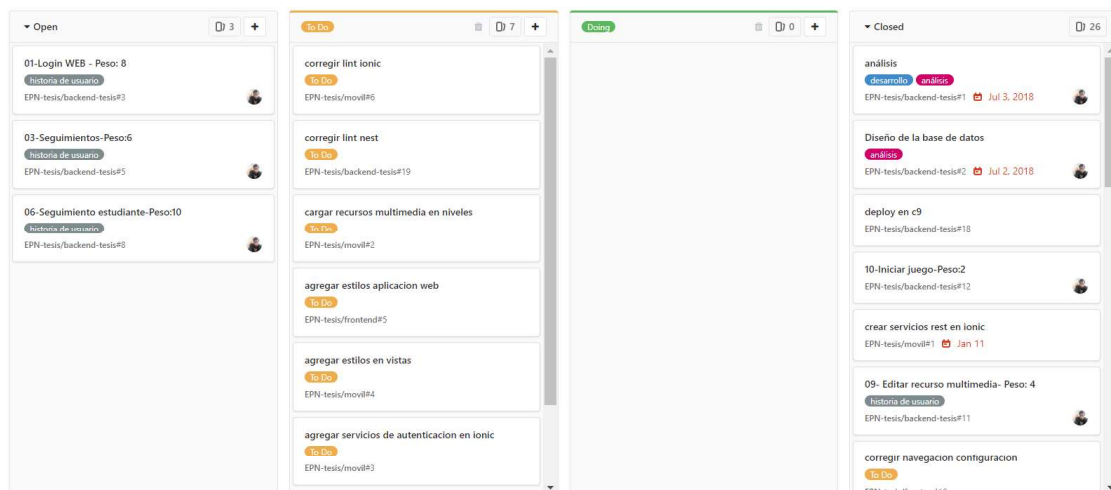 Open 3
01-Login WEB - Peso: 8
historia de usuario
EPN-tesis/backend-tesis#3
03-Seguimientos-Peso:6
historia de usuario
EPN-tesis/backend-tesis#5
06-Seguimiento estudiante-Peso:10
historia de usuario
EPN-tesis/backend-tesis#8
To Do 7
corregir lint ionic
To Do
EPN-tesis/movil#6
corregir lint nest
To Do
EPN-tesis/backend-tesis#19
cargar recursos multimedia en niveles
To Do
EPN-tesis/movil#2
agregar estilos aplicacion web
To Do
EPN-tesis/frontend#5
agregar estilos en vistas
To Do
EPN-tesis/movil#4
agregar servicios de autenticacion en ionic
To Do
EPN-tesis/movil#3
Doing 0
Closed 26
análisis
desarrollo análisis
EPN-tesis/backend-tesis#1 Jul 3, 2018
Diseño de la base de datos
análisis
EPN-tesis/backend-tesis#2 Jul 2, 2018
deploy en c9
EPN-tesis/backend-tesis#18
10-Iniciar juego-Peso:2
EPN-tesis/backend-tesis#12
crear servicios rest en ionic
EPN-tesis/movil#1 Jan 11
09- Editar recurso multimedia- Peso: 4
historia de usuario
EPN-tesis/backend-tesis#11
corregir navegacion configuracion
To Do